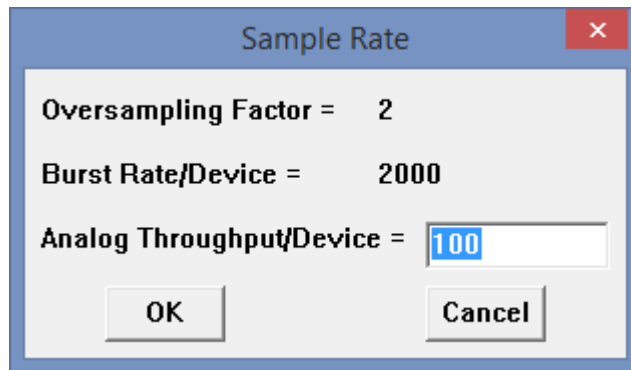 Sample Rate
×
Oversampling Factor = 2
Burst Rate/Device = 2000
Analog Throughput/Device = 100
OK Cancel